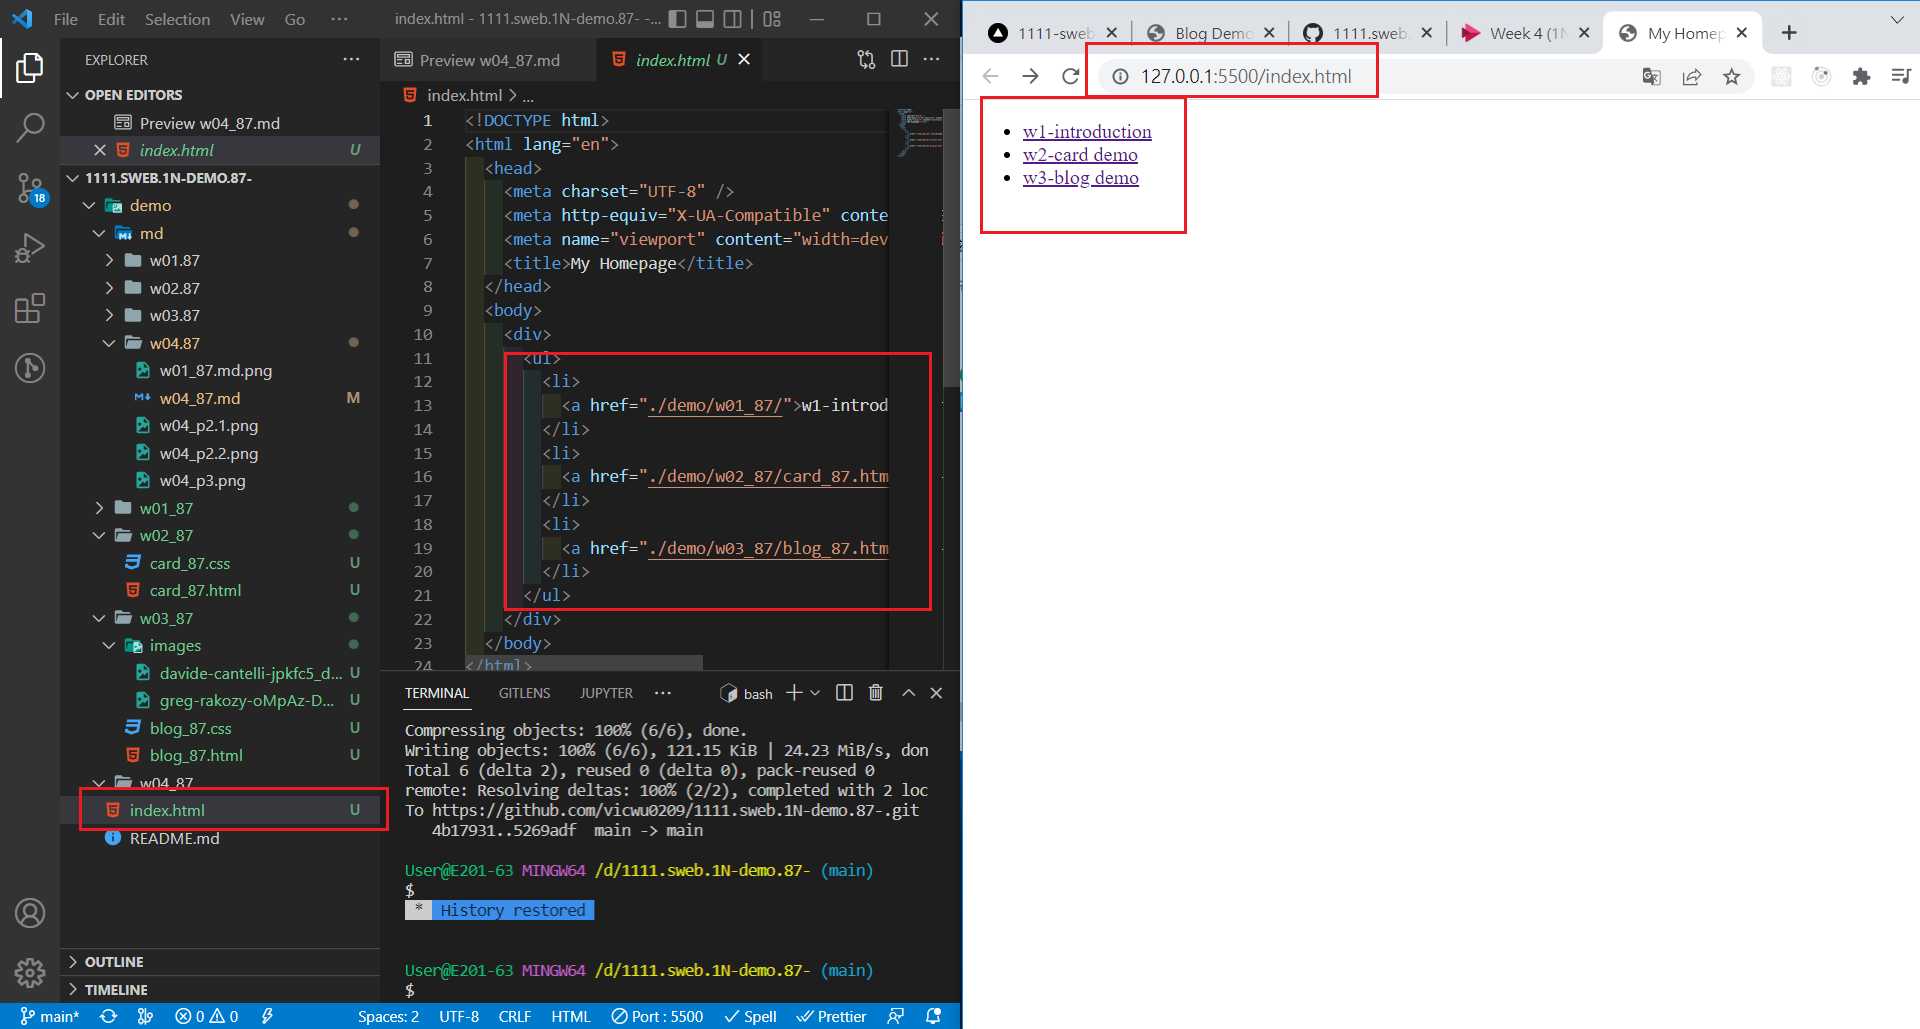 File Edit Selection View Go ··· index.html - 1111.sweb.1N-demo.87- -...
EXPLORER
OPEN EDITORS
Preview w04_87.md
index.html U
1111.SWEB.1N-DEMO.87-
demo
md
w01.87
w02.87
w03.87
w04.87
w01_87.md.png
w04_87.md M
w04_p2.1.png
w04_p2.2.png
w04_p3.png
w01_87
w02_87
card_87.css U
card_87.html U
w03_87
images
davide-cantelli-jpkfc5_d... U
greg-rakozy-oMpAz-D... U
blog_87.css U
blog_87.html U
w04_87
index.html U
README.md
OUTLINE
TIMELINE
18
Preview w04_87.md index.html U
index.html > ...
1 <!DOCTYPE html>
2 <html lang="en">
3 <head>
4 <meta charset="UTF-8" />
5 <meta http-equiv="X-UA-Compatible" conte
6 <meta name="viewport" content="width=dev
7 <title>My Homepage</title>
8 </head>
9 <body>
10 <div>
11 <ul>
12 <li>
13 <a href="./demo/w01_87/">w1-introd
14 </li>
15 <li>
16 <a href="./demo/w02_87/card_87.htm
17 </li>
18 <li>
19 <a href="./demo/w03_87/blog_87.htm
20 </li>
21 </ul>
22 </div>
23 </body>
24 </html>
TERMINAL GITLENS JUPYTER ··· bash
Compressing objects: 100% (6/6), done.
Writing objects: 100% (6/6), 121.15 KiB | 24.23 MiB/s, don
Total 6 (delta 2), reused 0 (delta 0), pack-reused 0
remote: Resolving deltas: 100% (2/2), completed with 2 loc
To https://github.com/vicwu0209/1111.sweb.1N-demo.87-.git
4b17931..5269adf main -> main
User@E201-63 MINGW64 /d/1111.sweb.1N-demo.87- (main)
$
* History restored
User@E201-63 MINGW64 /d/1111.sweb.1N-demo.87- (main)
$
main* 0 0 Spaces: 2 UTF-8 CRLF HTML Port : 5500 Spell Prettier
1111-sweb Blog Demo 1111.sweb. Week 4 (1N My Homep
127.0.0.1:5500/index.html
w1-introduction
w2-card demo
w3-blog demo